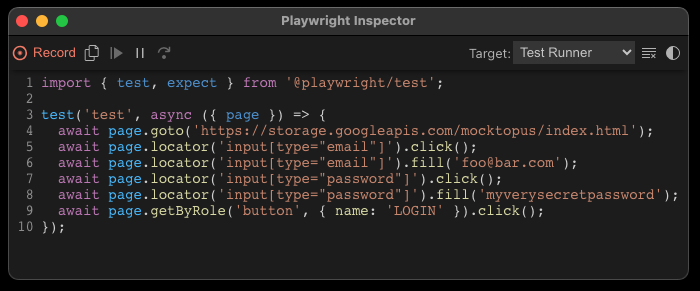 Playwright Inspector
Record
Target: Test Runner
1 import { test, expect } from '@playwright/test';
2
3 test('test', async ({ page }) => {
4   await page.goto('https://storage.googleapis.com/mocktopus/index.html');
5   await page.locator('input[type="email"]').click();
6   await page.locator('input[type="email"]').fill('foo@bar.com');
7   await page.locator('input[type="password"]').click();
8   await page.locator('input[type="password"]').fill('myverysecretpassword');
9   await page.getByRole('button', { name: 'LOGIN' }).click();
10 });